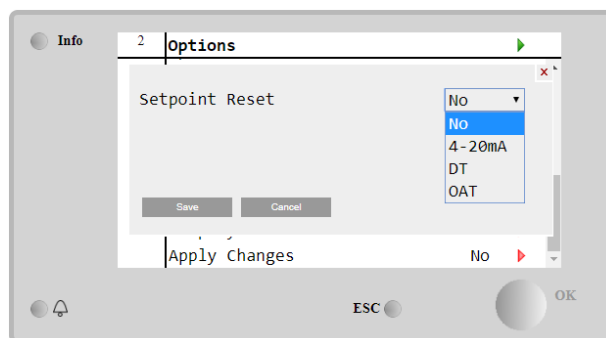 Info
2 Options
x
Setpoint Reset No
No
4-20mA
DT
OAT
Save Cancel
Apply Changes No
ESC OK